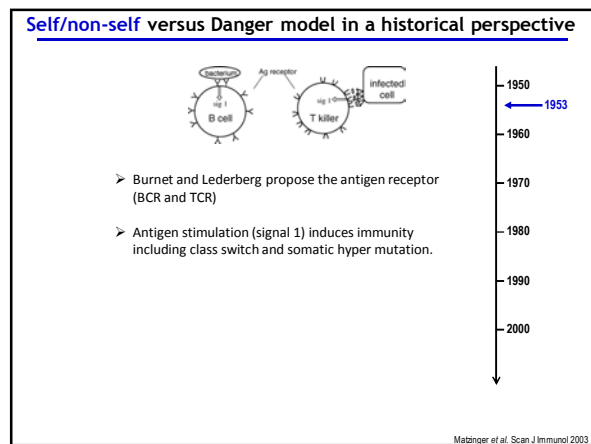 Self/non-self versus Danger model in a historical perspective
bacterium
Ag receptor
infected
cell
sig 1
sig 1
B cell
T killer
1950
1953
1960
➢ Burnet and Lederberg propose the antigen receptor
(BCR and TCR)
1970
➢ Antigen stimulation (signal 1) induces immunity
including class switch and somatic hyper mutation.
1980
1990
2000
Matzinger et al. Scan J Immunol 2003